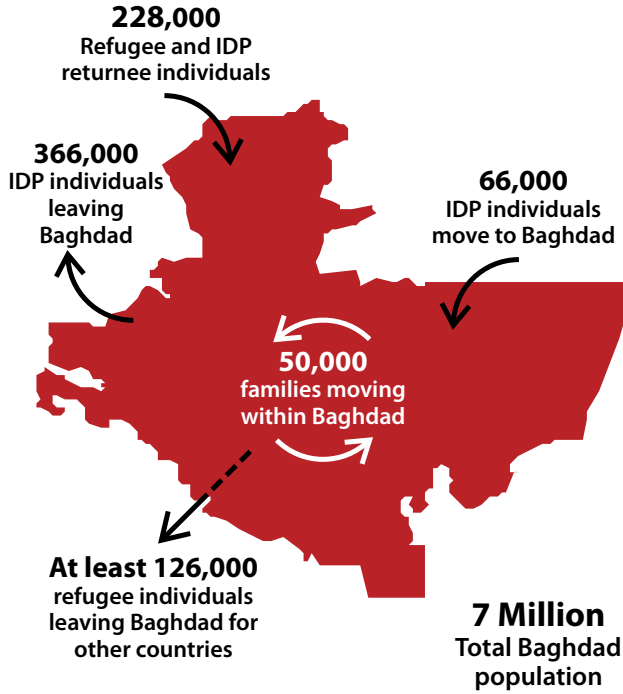 228,000
Refugee and IDP
returnee individuals
366,000
IDP individuals
leaving
Baghdad
66,000
IDP individuals
move to Baghdad
50,000
families moving
within Baghdad
At least 126,000
refugee individuals
leaving Baghdad for
other countries
7 Million
Total Baghdad
population